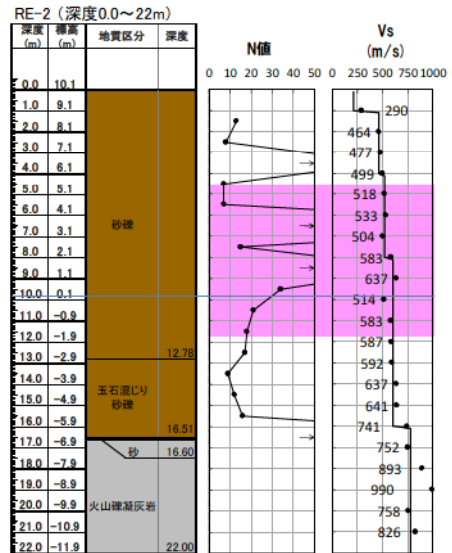 RE-2（深度0.0～22m）
深度 標高 地質区分 深度
(m) (m)
N値
Vs
(m/s)
0 10 20 30 40 50
0 250 500 750 1000
0.0 10.1
1.0 9.1 290
2.0 8.1 464
3.0 7.1 477
→
4.0 6.1 499
5.0 5.1 518
6.0 4.1 533
砂礫
→
7.0 3.1 504
8.0 2.1 583
→
9.0 1.1 637
10.0 0.1 514
11.0 -0.9 583
12.0 -1.9 587
12.78
13.0 -2.9 592
14.0 -3.9 637
玉石混じり
砂礫
15.0 -4.9 641
16.0 -5.9 741
16.51
→
17.0 -6.9 752
砂 16.60
18.0 -7.9 893
19.0 -8.9 990
20.0 -9.9 758
火山礫凝灰岩
21.0 -10.9 826
22.0 -11.9 22.00